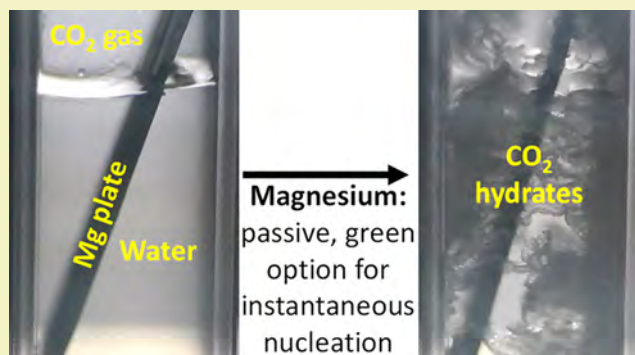 CO₂ gas
Mg plate
Water
Magnesium:
passive, green
option for
instantaneous
nucleation
CO₂
hydrates